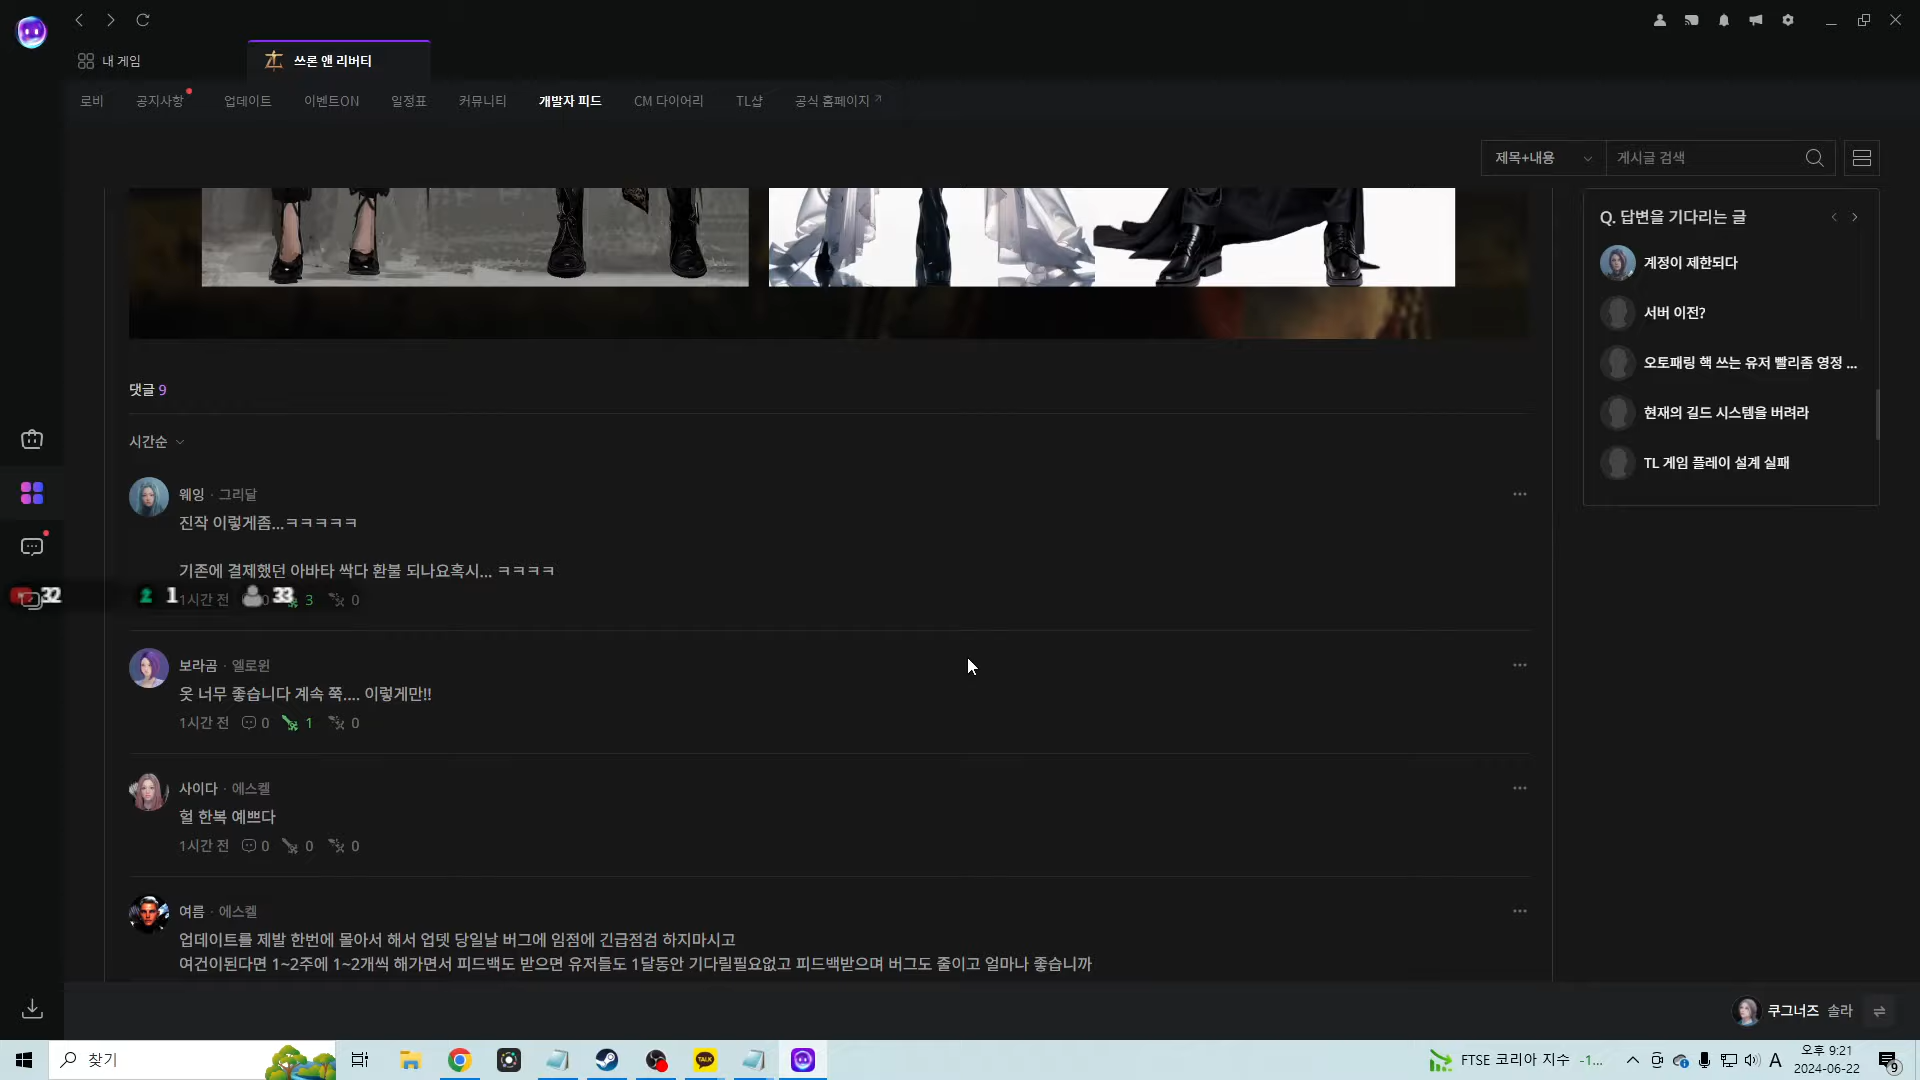 내 게임
쓰론 앤 리버티
로비
공지사항
업데이트
이벤트ON
일정표
커뮤니티
개발자 피드
CM 다이어리
TL샵
공식 홈페이지
제목+내용
게시글 검색
Q. 답변을 기다리는 글
계정이 제한되다
서버 이전?
오토패링 핵 쓰는 유저 빨리좀 영정 ...
현재의 길드 시스템을 버려라
TL 게임 플레이 설계 실패
댓글 9
시간순
웨잉 · 그리달
진작 이렇게좀...ㅋㅋㅋㅋㅋ
기존에 결제했던 아바타 싹다 환불 되나요혹시... ㅋㅋㅋㅋ
32
1
33
1시간 전 0 3 0
보라곰 · 엘로윈
옷 너무 좋습니다 계속 쭉.... 이렇게만!!
1시간 전 0 1 0
사이다 · 에스켈
헐 한복 예쁘다
1시간 전 0 0 0
여름 · 에스켈
업데이트를 제발 한번에 몰아서 해서 업뎃 당일날 버그에 임점에 긴급점검 하지마시고
여건이된다면 1~2주에 1~2개씩 해가면서 피드백도 받으면 유저들도 1달동안 기다릴필요없고 피드백받으며 버그도 줄이고 얼마나 좋습니까
쿠그너즈 솔라
찾기
TALK
FTSE 코리아 지수 -1...
A
오후 9:21
2024-06-22
9